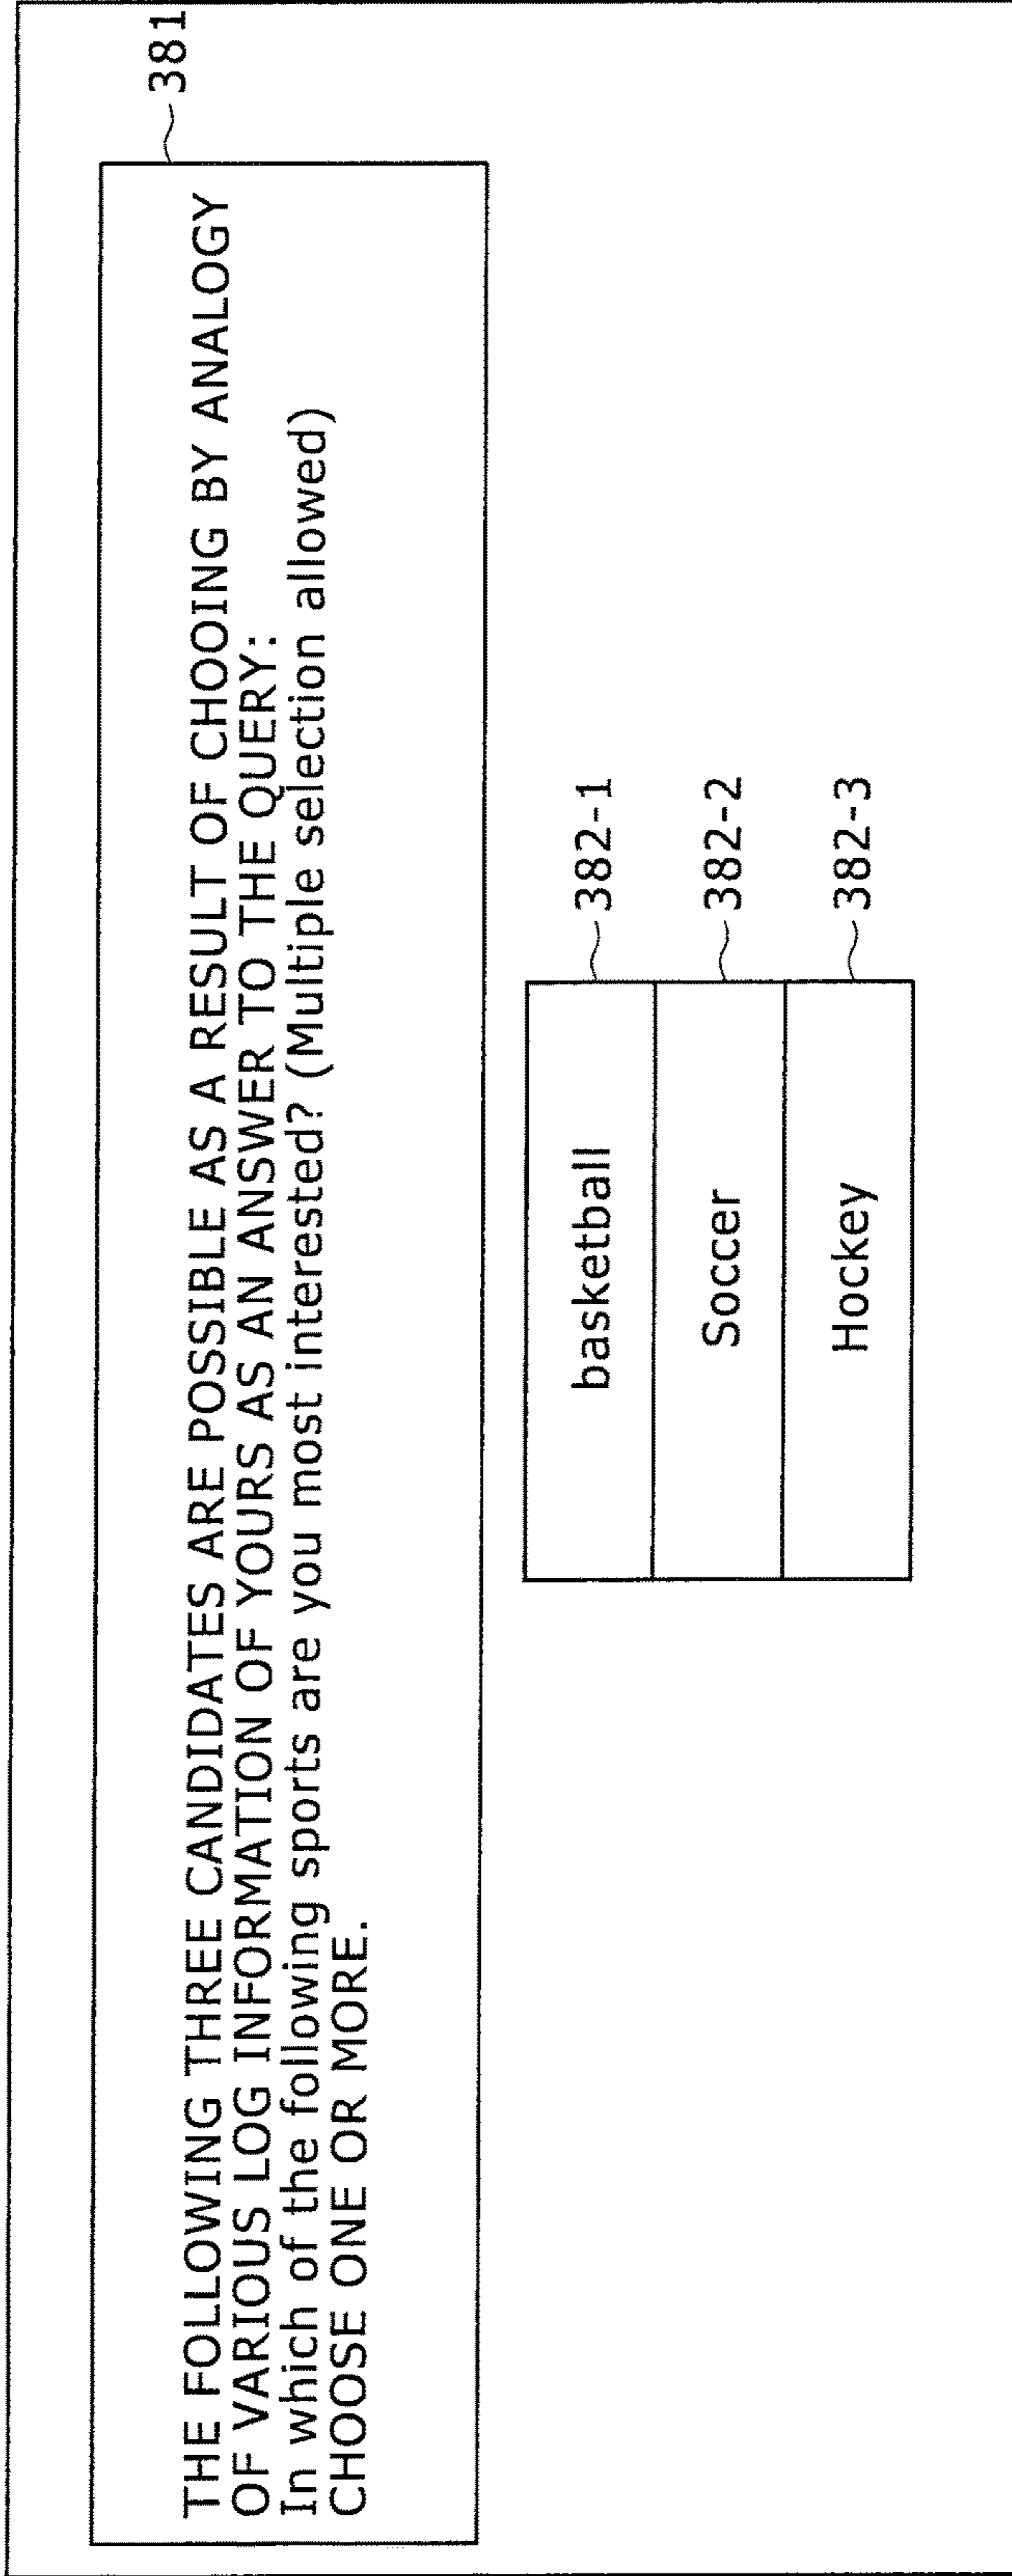 THE FOLLOWING THREE CANDIDATES ARE POSSIBLE AS A RESULT OF CHOOING BY ANALOGY
OF VARIOUS LOG INFORMATION OF YOURS AS AN ANSWER TO THE QUERY:
In which of the following sports are you most interested? (Multiple selection allowed)
CHOOSE ONE OR MORE.
381
basketball
382-1
Soccer
382-2
Hockey
382-3